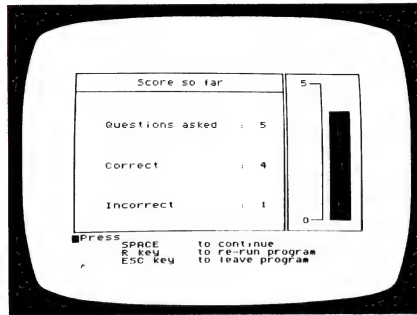 Score so far
5
Questions asked : 5
Correct : 4
Incorrect : 1
0
Press
SPACE to continue
R key to re-run program
ESC key to leave program